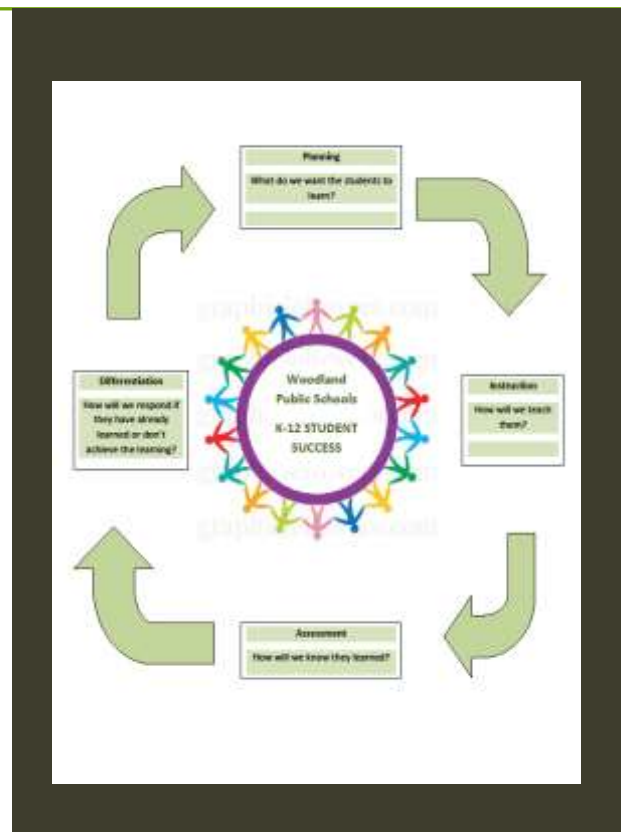 Planning
What do we want the students to
learn?
Differentiation
How will we respond if
they have already
learned or don't
achieve the learning?
Woodland
Public Schools
K-12 STUDENT
SUCCESS
Instruction
How will we teach
them?
Assessment
How will we know they learned?